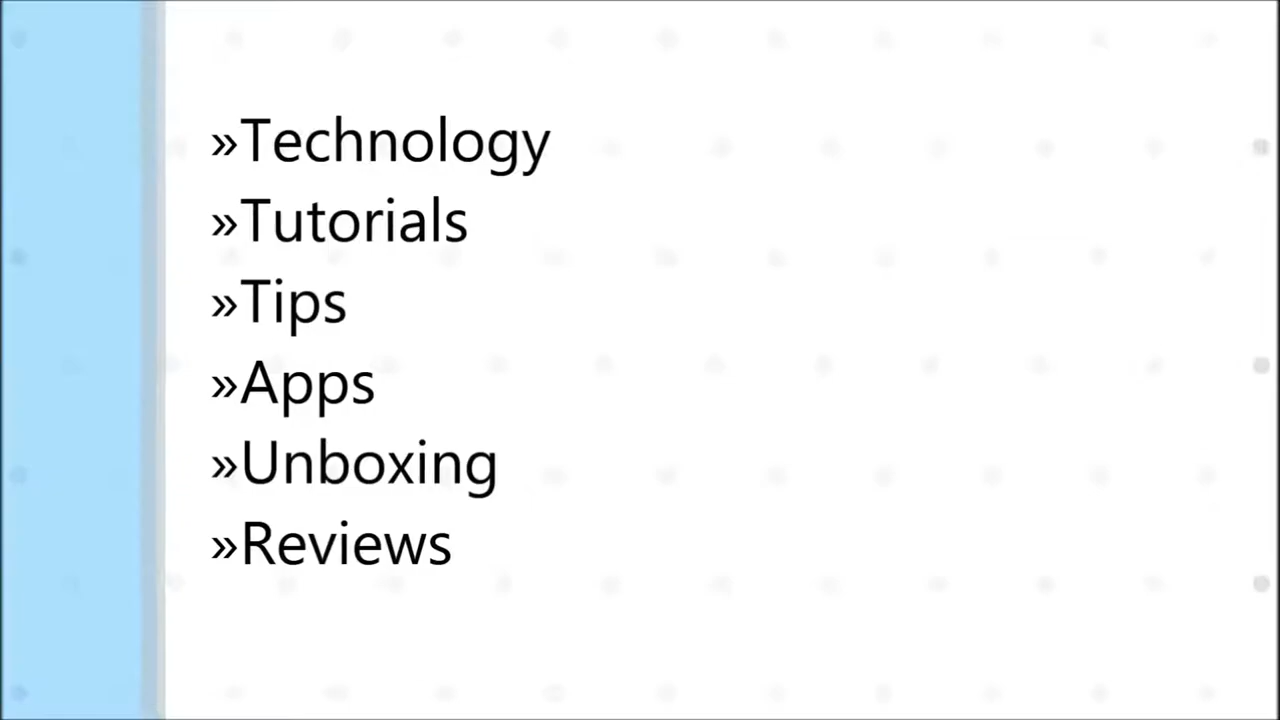 »Technology
»Tutorials
»Tips
»Apps
»Unboxing
»Reviews